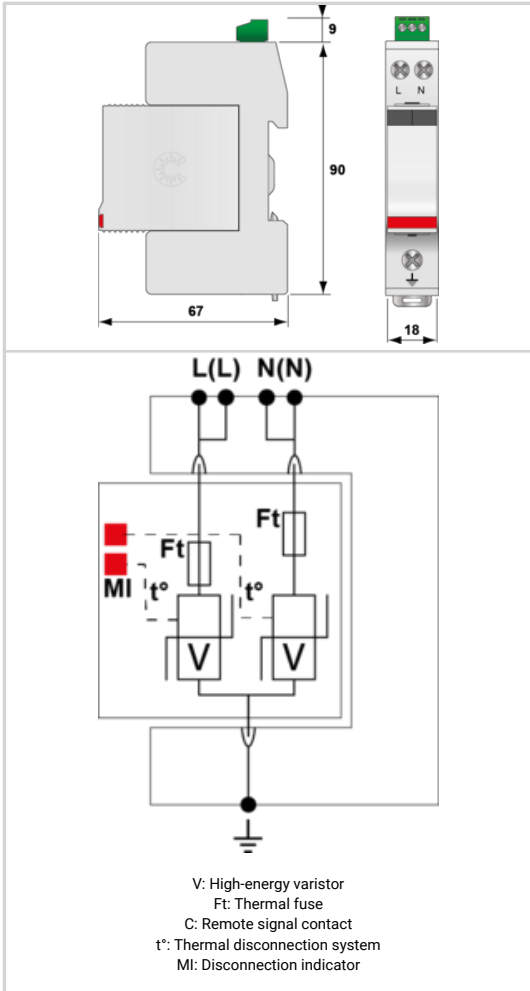 9
L N
90
67
18
L(L) N(N)
Ft
Ft
MI
t°
t°
V
V
V: High-energy varistor
Ft: Thermal fuse
C: Remote signal contact
t°: Thermal disconnection system
MI: Disconnection indicator